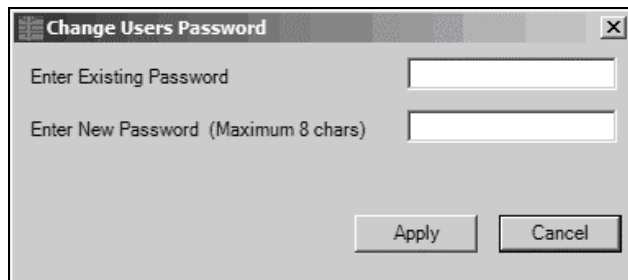 Change Users Password
Enter Existing Password
Enter New Password (Maximum 8 chars)
Apply Cancel